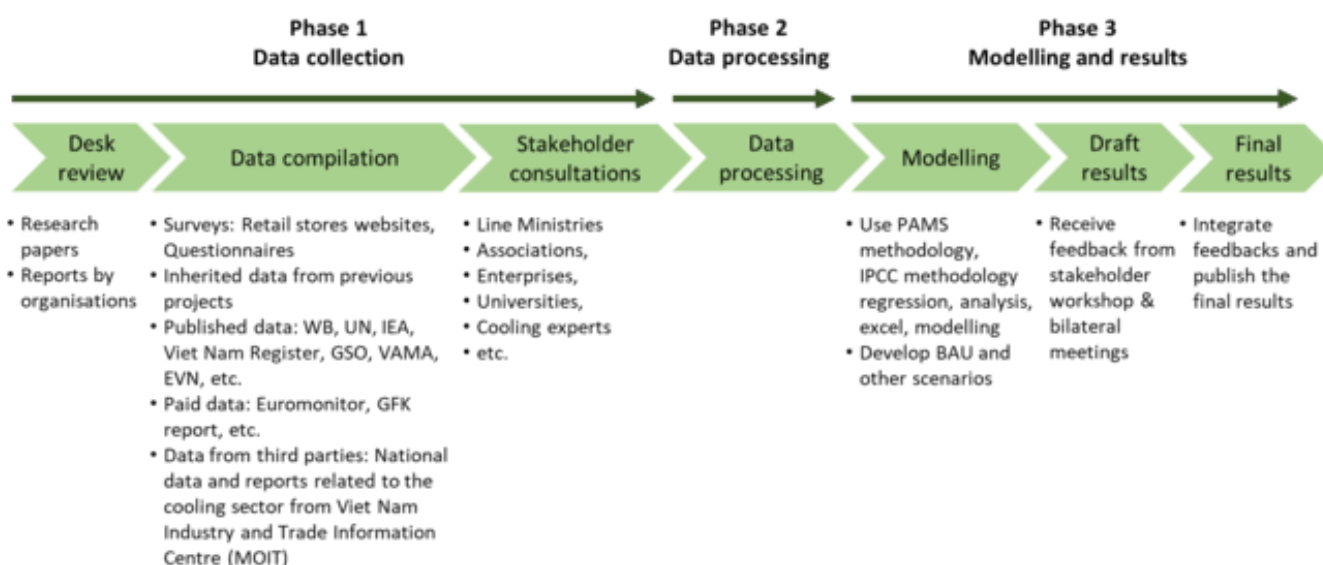 Phase 1
Data collection
Phase 2
Data processing
Phase 3
Modelling and results
Desk
review
Data compilation
Stakeholder
consultations
Data
processing
Modelling
Draft
results
Final
results
• Research
papers
• Reports by
organisations
• Surveys: Retail stores websites,
Questionnaires
• Inherited data from previous
projects
• Published data: WB, UN, IEA,
Viet Nam Register, GSO, VAMA,
EVN, etc.
• Paid data: Euromonitor, GFK
report, etc.
• Data from third parties: National
data and reports related to the
cooling sector from Viet Nam
Industry and Trade Information
Centre (MOIT)
• Line Ministries
• Associations,
• Enterprises,
• Universities,
• Cooling experts
• etc.
• Use PAMS
methodology,
IPCC methodology
regression, analysis,
excel, modelling
• Develop BAU and
other scenarios
• Receive
feedback from
stakeholder
workshop &
bilateral
meetings
• Integrate
feedbacks and
publish the
final results